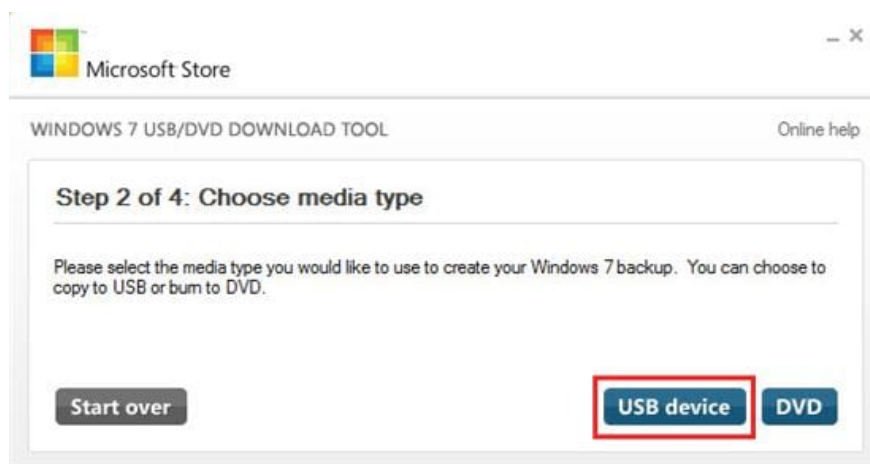 Microsoft Store
WINDOWS 7 USB/DVD DOWNLOAD TOOL
Online help
Step 2 of 4: Choose media type
Please select the media type you would like to use to create your Windows 7 backup. You can choose to
copy to USB or burn to DVD.
Start over
USB device
DVD